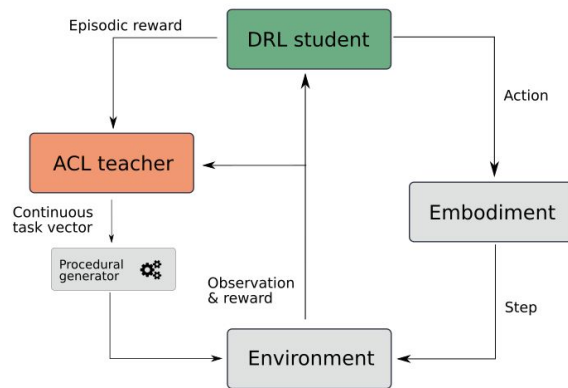 Episodic reward
DRL student
Action
ACL teacher
Continuous
task vector
Embodiment
Procedural
generator
Observation
& reward
Step
Environment